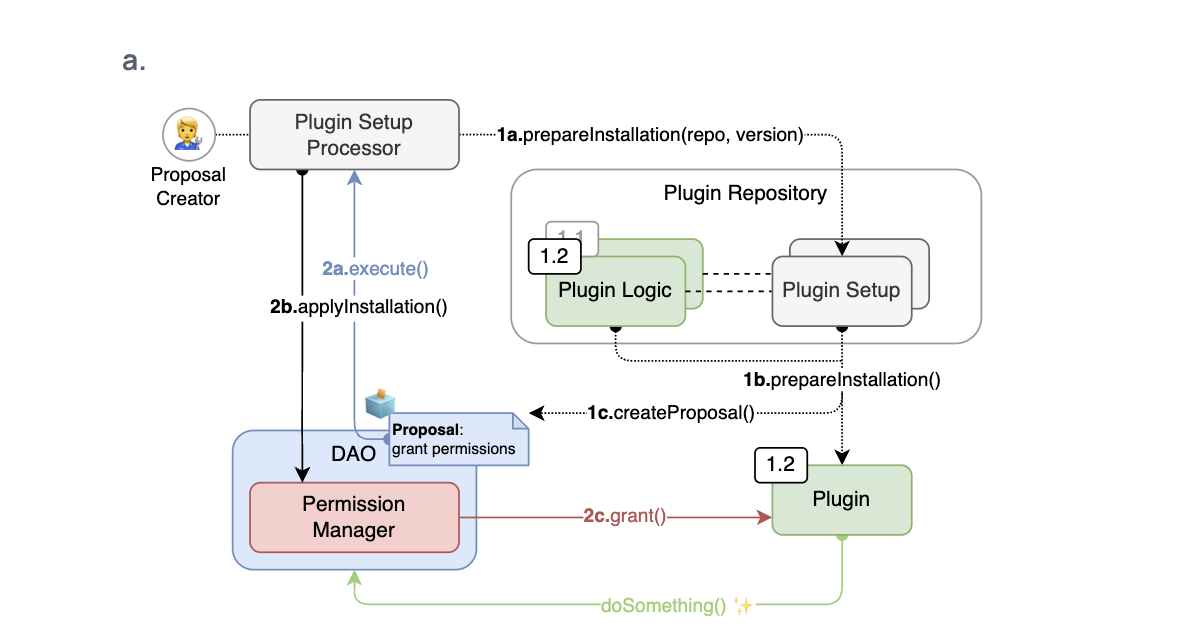 a.
Plugin Setup
Processor
1a.prepareInstallation(repo, version)
Proposal
Creator
Plugin Repository
1.1
1.2
Plugin Logic
Plugin Setup
2a.execute()
2b.applyInstallation()
1b.prepareInstallation()
1c.createProposal()
Proposal:
grant permissions
DAO
1.2
Plugin
Permission
Manager
2c.grant()
doSomething() ✨